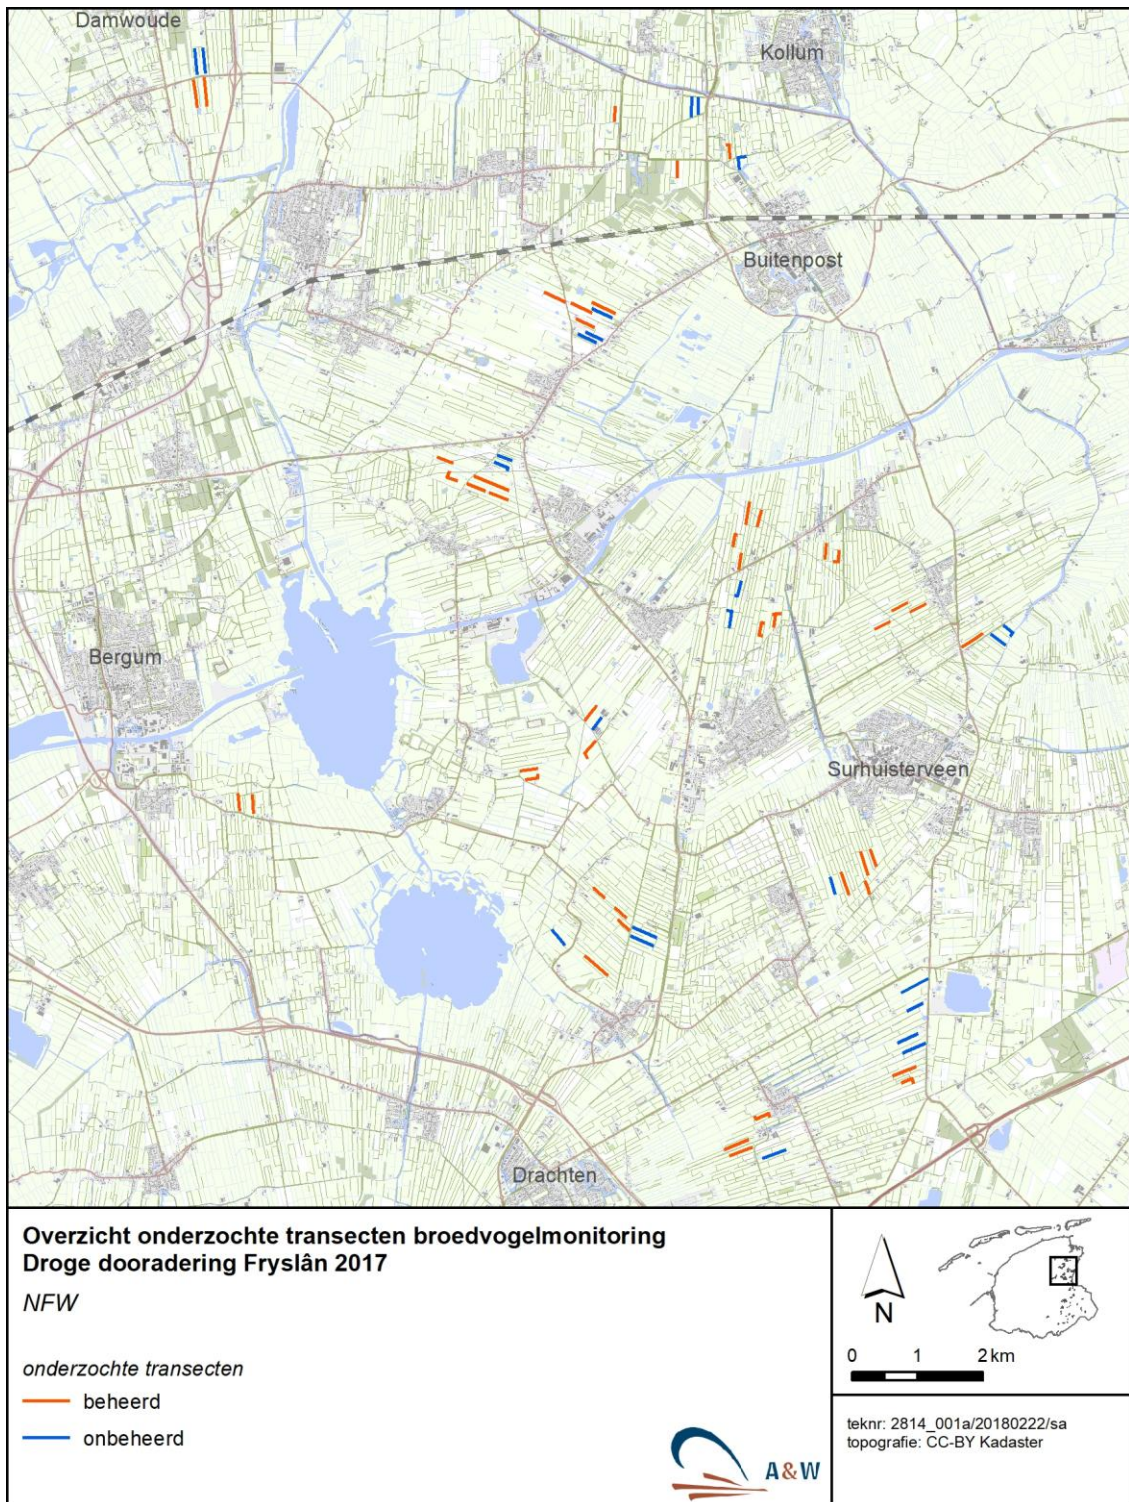 Damwoude
Kollum
Buitenpost
Bergum
Surhuisterveen
Drachten
Overzicht onderzochte transecten broedvogelmonitoring
Droge dooradering Fryslân 2017
NFW
onderzochte transecten
beheerd
onbeheerd
A&W
N
0 1 2 km
teknr: 2814_001a/20180222/sa
topografie: CC-BY Kadaster